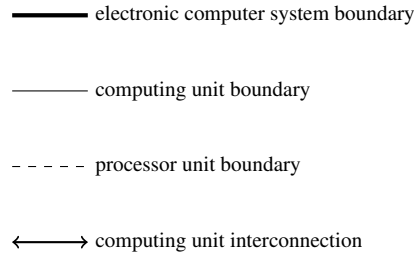 electronic computer system boundary
computing unit boundary
processor unit boundary
computing unit interconnection